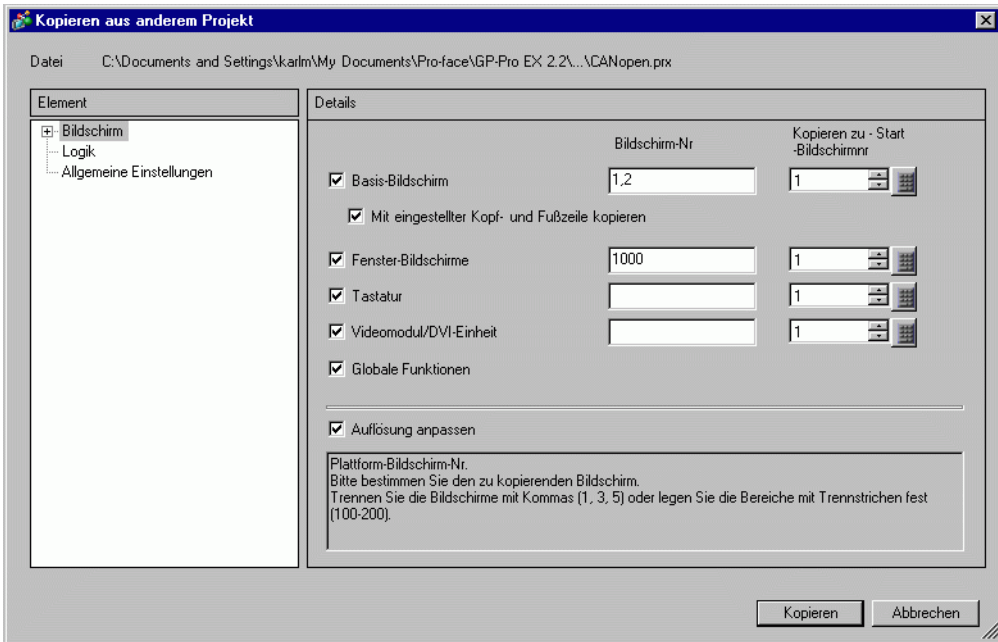 Kopieren aus anderem Projekt
Datei C:\Documents and Settings\karlm\My Documents\Pro-face\GP-Pro EX 2.2\...\CANopen.prx
Element
Bildschirm
Logik
Allgemeine Einstellungen
Details
Bildschirm-Nr
Kopieren zu - Start
-Bildschirmnr
Basis-Bildschirm 1,2 1
Mit eingestellter Kopf- und Fußzeile kopieren
Fenster-Bildschirme 1000 1
Tastatur 1
Videomodul/DVI-Einheit 1
Globale Funktionen
Auflösung anpassen
Plattform-Bildschirm-Nr.
Bitte bestimmen Sie den zu kopierenden Bildschirm.
Trennen Sie die Bildschirme mit Kommas (1, 3, 5) oder legen Sie die Bereiche mit Trennstrichen fest
(100-200).
Kopieren Abbrechen